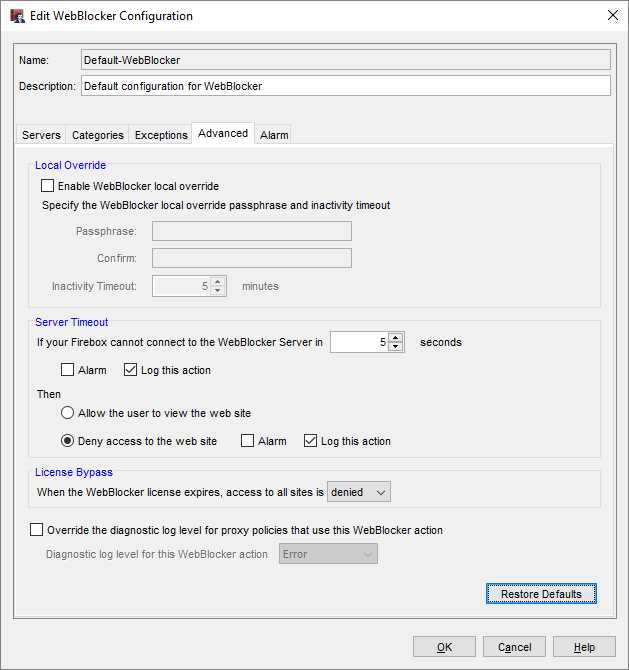 Edit WebBlocker Configuration
Name: Default-WebBlocker
Description: Default configuration for WebBlocker
Servers Categories Exceptions Advanced Alarm
Local Override
Enable WebBlocker local override
Specify the WebBlocker local override passphrase and inactivity timeout
Passphrase:
Confirm:
Inactivity Timeout: 5 minutes
Server Timeout
If your Firebox cannot connect to the WebBlocker Server in 5 seconds
Alarm Log this action
Then
Allow the user to view the web site
Deny access to the web site Alarm Log this action
License Bypass
When the WebBlocker license expires, access to all sites is denied
Override the diagnostic log level for proxy policies that use this WebBlocker action
Diagnostic log level for this WebBlocker action Error
Restore Defaults
OK Cancel Help